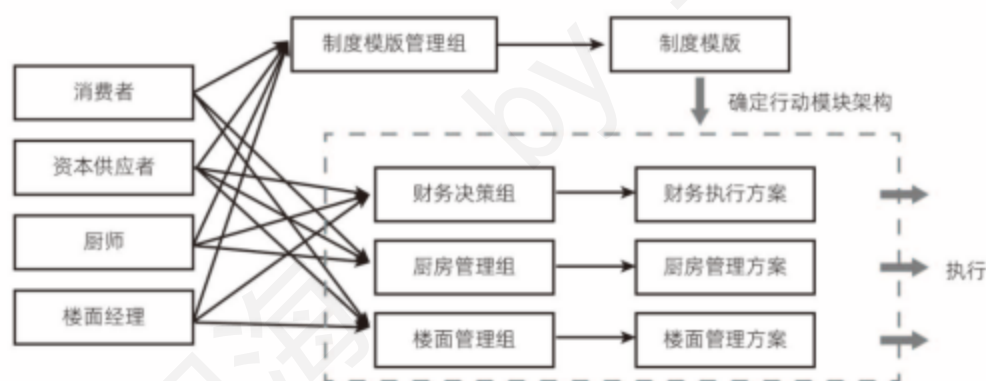 制度模版管理组
制度模版
消费者
确定行动模块架构
资本供应者
财务决策组
财务执行方案
厨师
厨房管理组
厨房管理方案
执行
楼面经理
楼面管理组
楼面管理方案
by